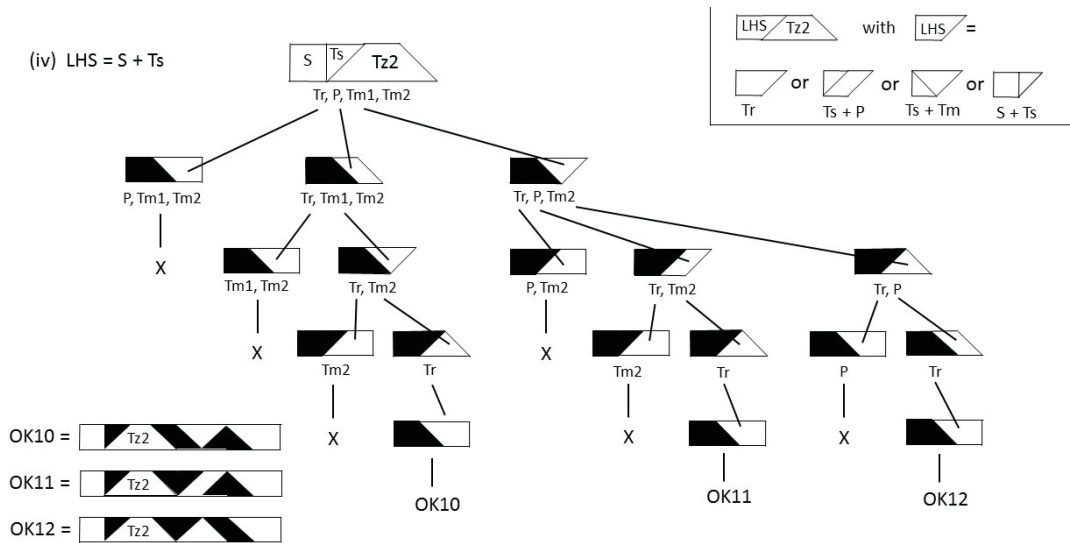 (iv) LHS = S + Ts
S Ts Tz2
Tr, P, Tm1, Tm2
LHS Tz2 with LHS =
or or or
Tr Ts + P Ts + Tm S + Ts
P, Tm1, Tm2 Tr, Tm1, Tm2 Tr, P, Tm2
X
Tm1, Tm2 Tr, Tm2 P, Tm2 Tr, Tm2 Tr, P
X X
Tm2 Tr Tm2 Tr P Tr
X X X
OK10 = Tz2
OK11 = Tz2
OK12 = Tz2
OK10 OK11 OK12